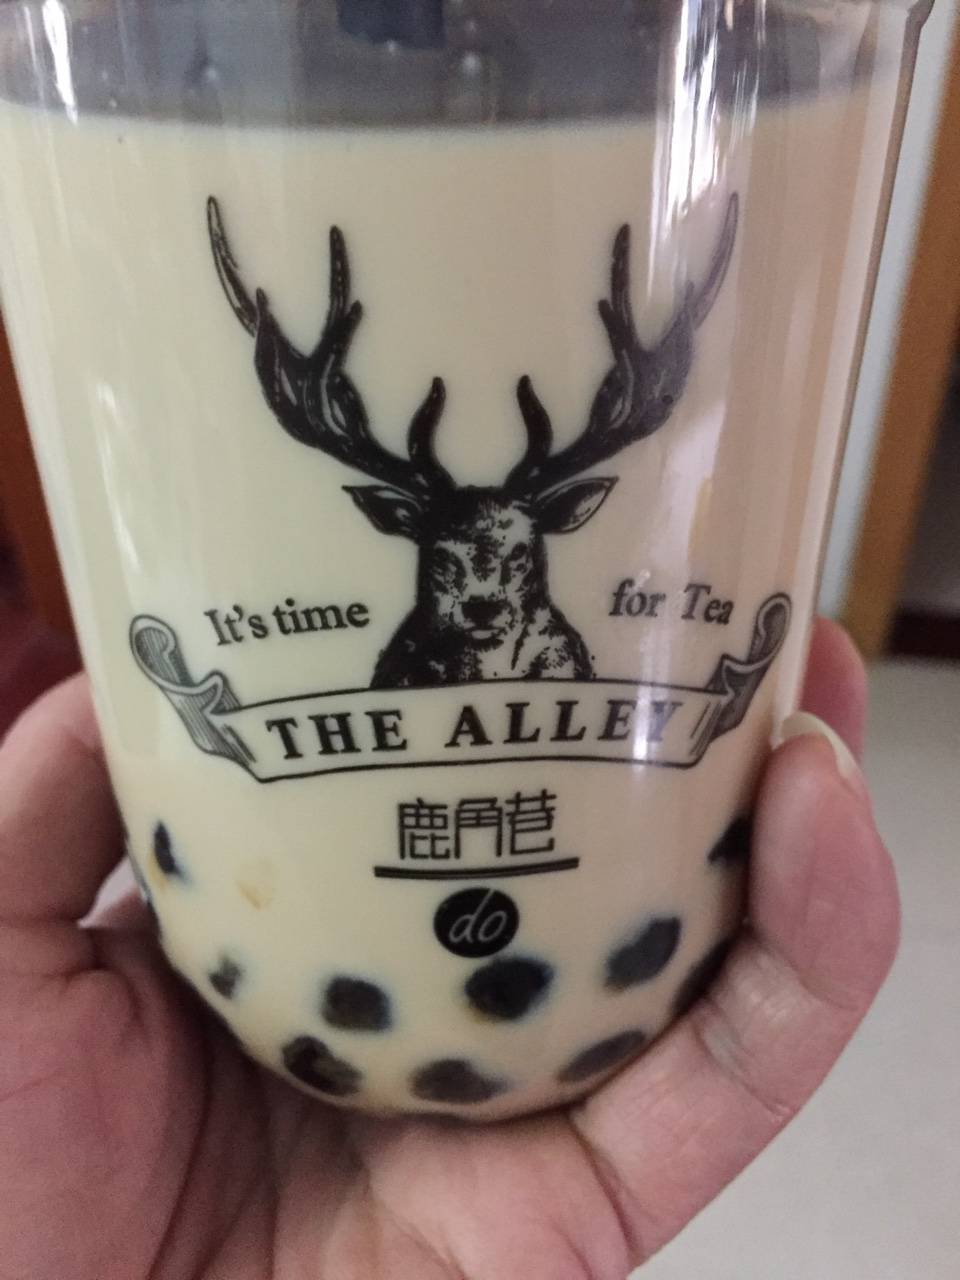 It's time for Tea
THE ALLEY
鹿角巷
do